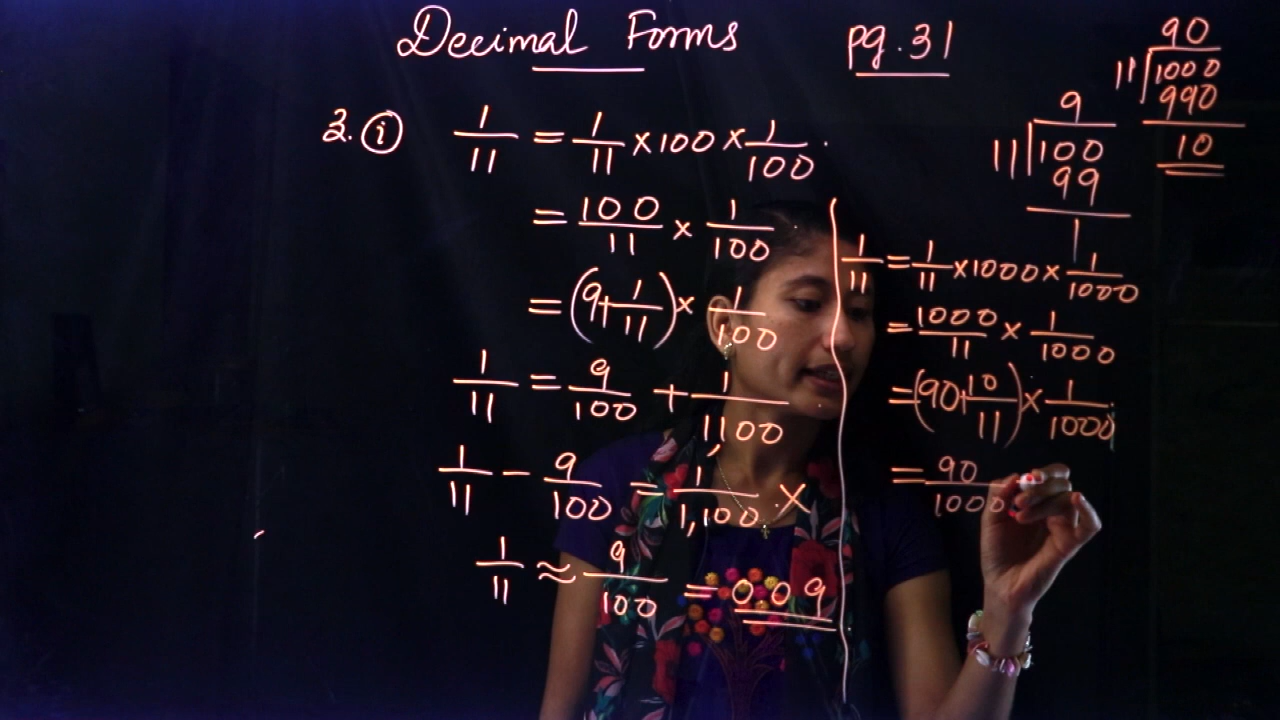 Decimal Forms pg.31
3. (i) 1/11 = 1/11 × 100 × 1/100.
= 100/11 × 1/100
= (9 + 1/11) × 1/100
1/11 = 9/100 + 1/1,100
1/11 - 9/100 = 1/1,100 . ×
1/11 ≈ 9/100 = 0.09
9
11 100
99
1
90
11 1000
990
10
1/11 = 1/11 × 1000 × 1/1000
= 1000/11 × 1/1000
= (90 + 10/11) × 1/1000
= 90/1000